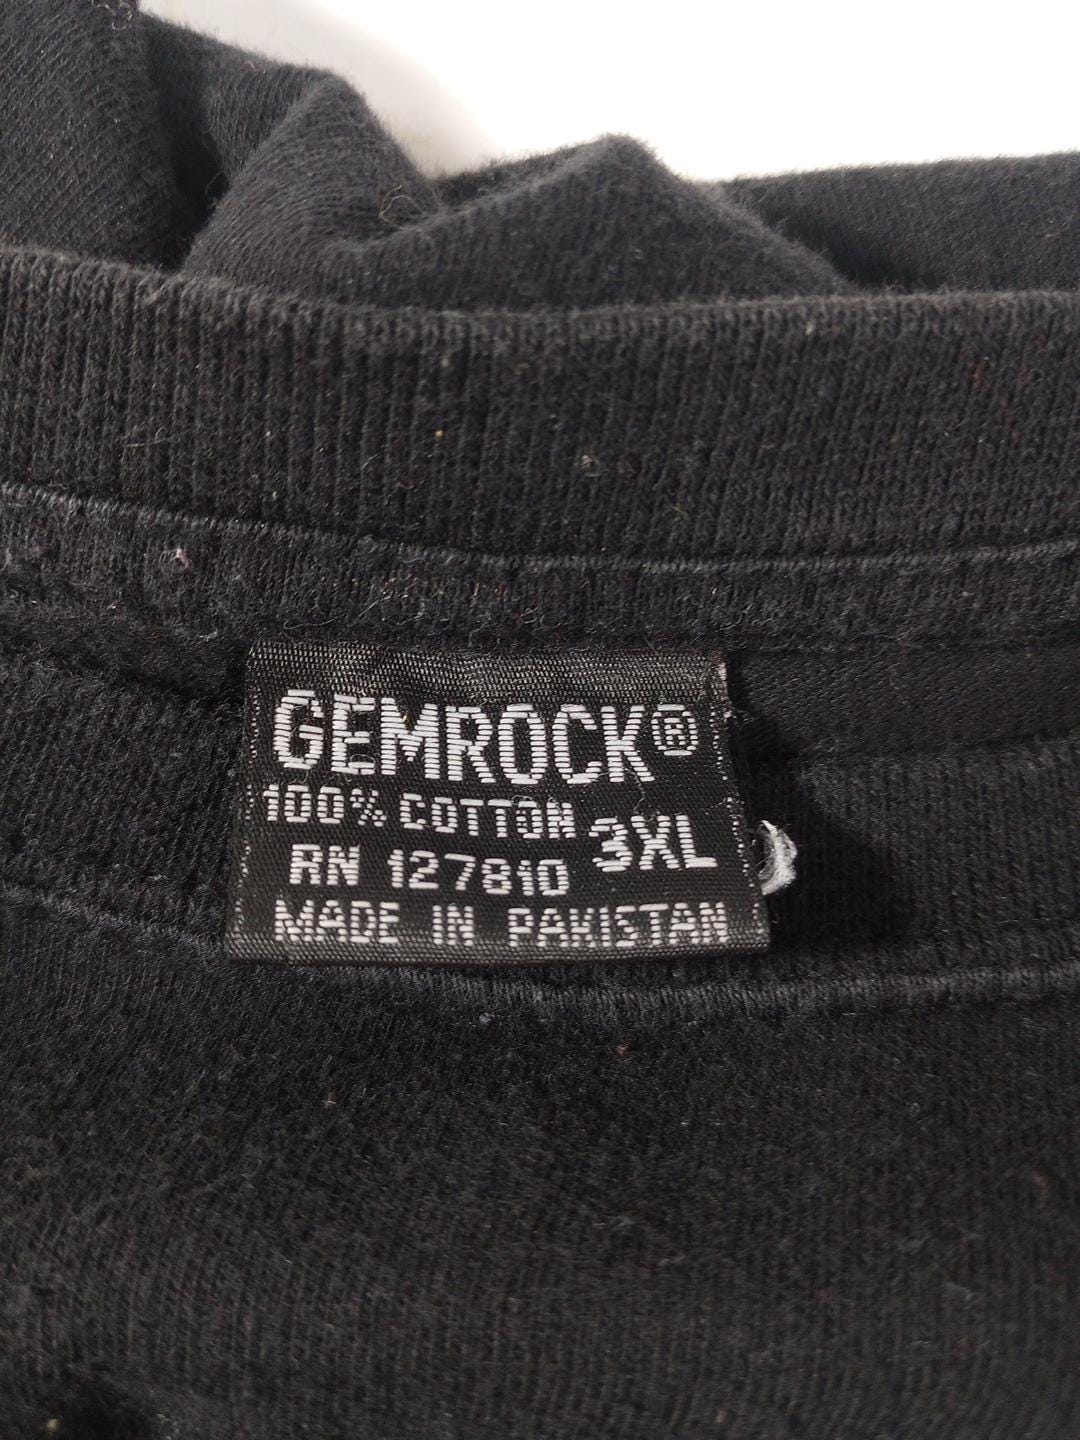 GEMROCK®
100% COTTON 3XL
RN 127810
MADE IN PAKISTAN